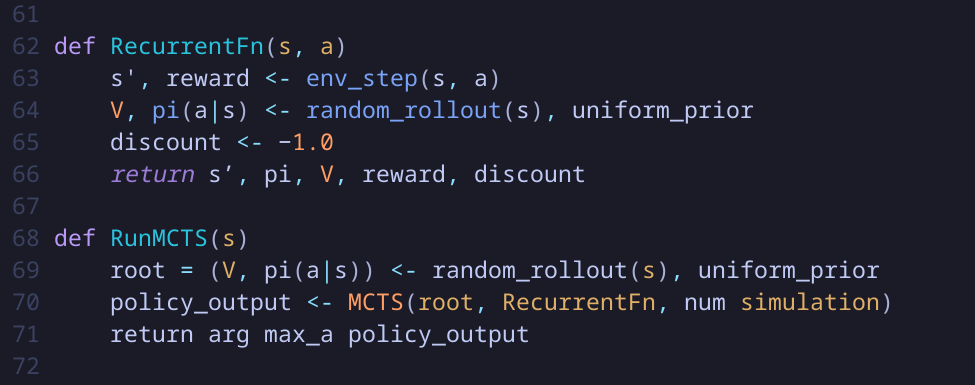 61
62 def RecurrentFn(s, a)
63     s', reward <- env_step(s, a)
64     V, pi(a|s) <- random_rollout(s), uniform_prior
65     discount <- −1.0
66     return s’, pi, V, reward, discount
67
68 def RunMCTS(s)
69     root = (V, pi(a|s)) <- random_rollout(s), uniform_prior
70     policy_output <- MCTS(root, RecurrentFn, num simulation)
71     return arg max_a policy_output
72